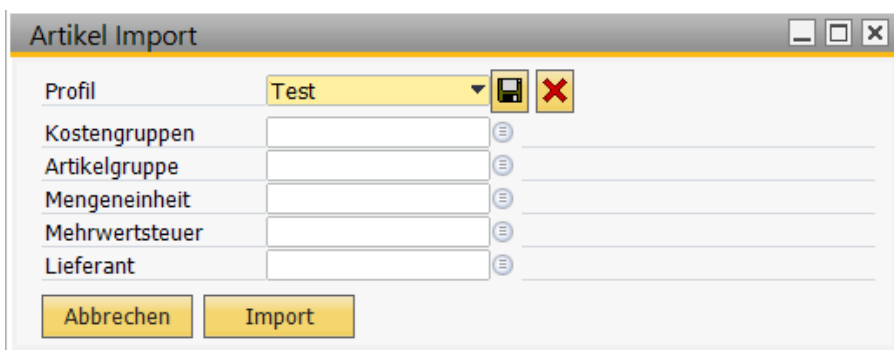 Artikel Import
Profil Test
Kostengruppen
Artikelgruppe
Mengeneinheit
Mehrwertsteuer
Lieferant
Abbrechen Import